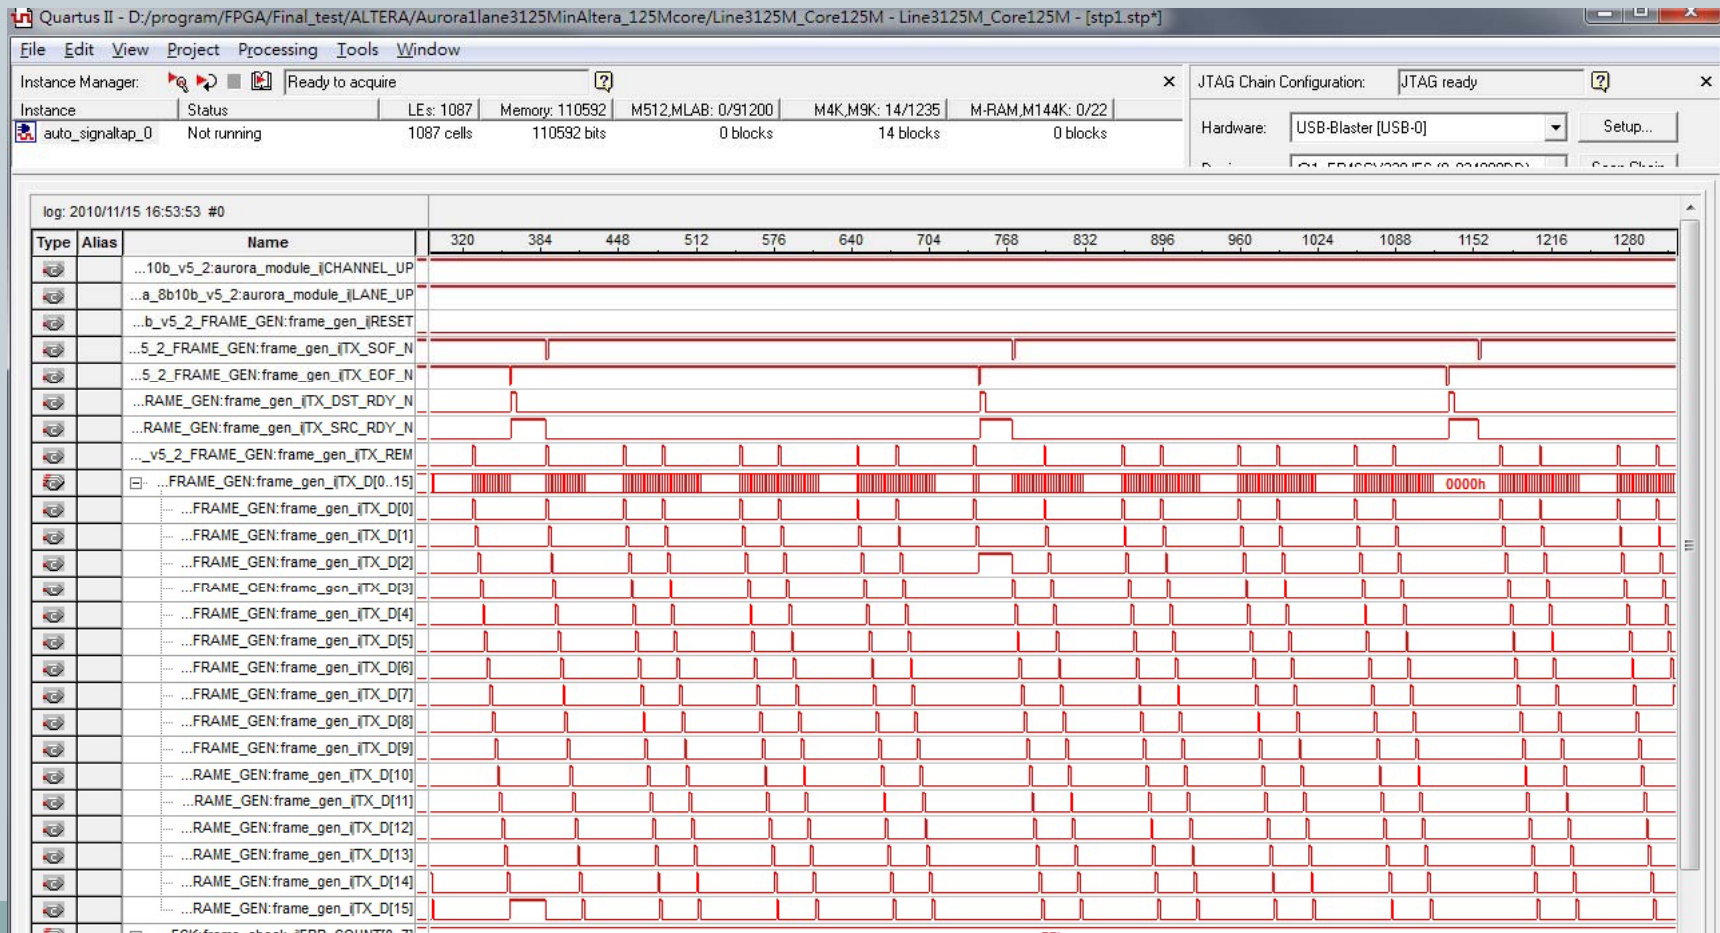 Quartus II - D:/program/FPGA/Final_test/ALTERA/Aurora1lane3125MinAltera_125Mcore/Line3125M_Core125M - Line3125M_Core125M - [stp1.stp*]
File Edit View Project Processing Tools Window
Instance Manager: Ready to acquire
JTAG Chain Configuration: JTAG ready
Instance Status LEs: 1087 Memory: 110592 M512,MLAB: 0/91200 M4K,M9K: 14/1235 M-RAM,M144K: 0/22
auto_signaltap_0 Not running 1087 cells 110592 bits 0 blocks 14 blocks 0 blocks
Hardware: USB-Blaster [USB-0] Setup...
log: 2010/11/15 16:53:53 #0
Type Alias Name 320 384 448 512 576 640 704 768 832 896 960 1024 1088 1152 1216 1280
...10b_v5_2:aurora_module_i|CHANNEL_UP
...a_8b10b_v5_2:aurora_module_i|LANE_UP
...b_v5_2_FRAME_GEN:frame_gen_i|RESET
...5_2_FRAME_GEN:frame_gen_i|TX_SOF_N
...5_2_FRAME_GEN:frame_gen_i|TX_EOF_N
...RAME_GEN:frame_gen_i|TX_DST_RDY_N
...RAME_GEN:frame_gen_i|TX_SRC_RDY_N
..._v5_2_FRAME_GEN:frame_gen_i|TX_REM
...FRAME_GEN:frame_gen_i|TX_D[0..15] 0000h
...FRAME_GEN:frame_gen_i|TX_D[0]
...FRAME_GEN:frame_gen_i|TX_D[1]
...FRAME_GEN:frame_gen_i|TX_D[2]
...FRAME_GEN:frame_gen_i|TX_D[3]
...FRAME_GEN:frame_gen_i|TX_D[4]
...FRAME_GEN:frame_gen_i|TX_D[5]
...FRAME_GEN:frame_gen_i|TX_D[6]
...FRAME_GEN:frame_gen_i|TX_D[7]
...FRAME_GEN:frame_gen_i|TX_D[8]
...FRAME_GEN:frame_gen_i|TX_D[9]
...RAME_GEN:frame_gen_i|TX_D[10]
...RAME_GEN:frame_gen_i|TX_D[11]
...RAME_GEN:frame_gen_i|TX_D[12]
...RAME_GEN:frame_gen_i|TX_D[13]
...RAME_GEN:frame_gen_i|TX_D[14]
...RAME_GEN:frame_gen_i|TX_D[15]